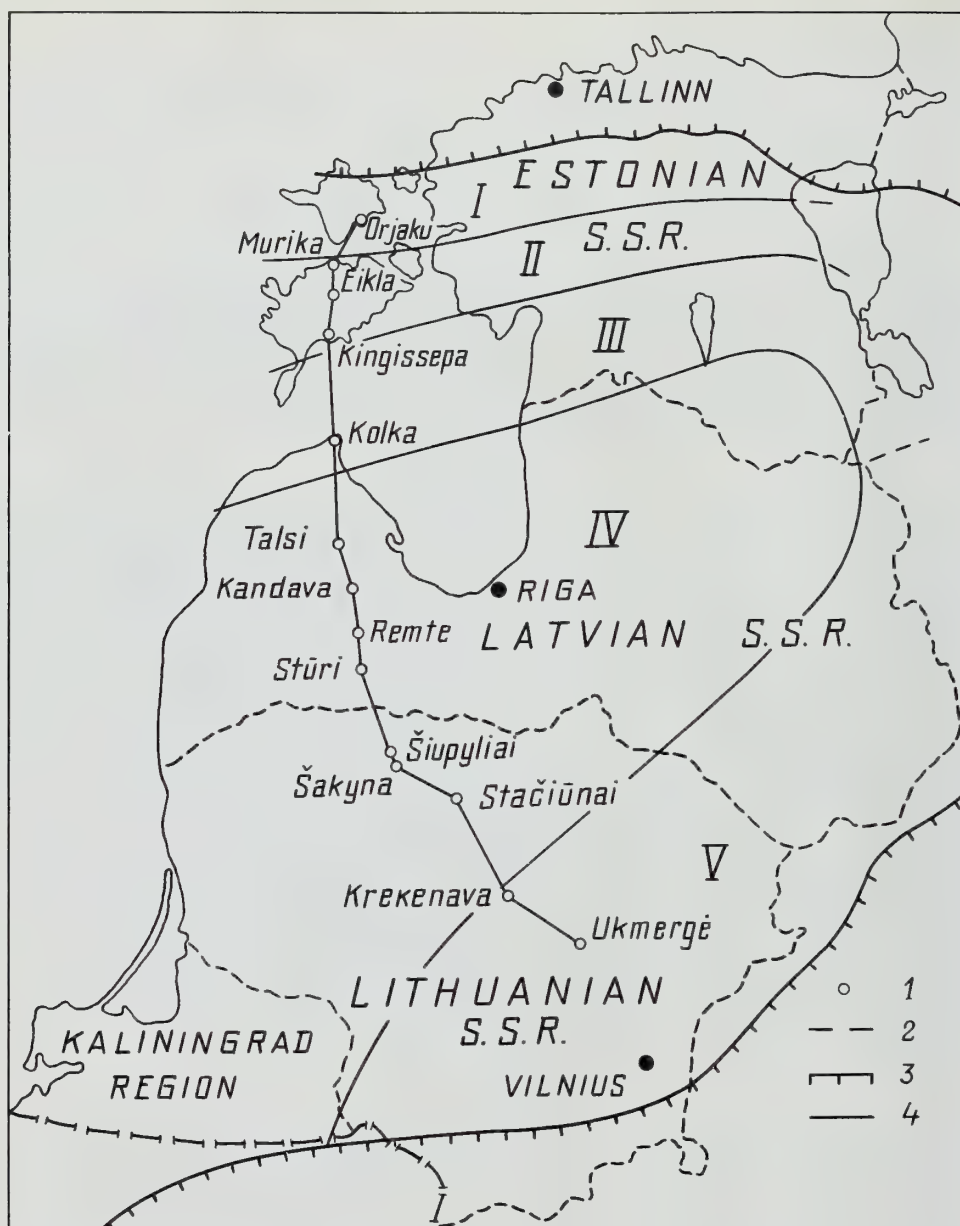 TALLINN
ESTONIAN
I
S.S.R.
Orjaku
Murika
II
Eikla
III
Kingissepa
Kolka
IV
Talsi
Kandava
RIGA
Remte
LATVIAN S.S.R.
Stūri
Šiupyliai
Šakyna
Stačiūnai
V
Krekenava
Ukmergė
LITHUANIAN
S.S.R.
1
2
3
4
KALININGRAD
REGION
VILNIUS
I